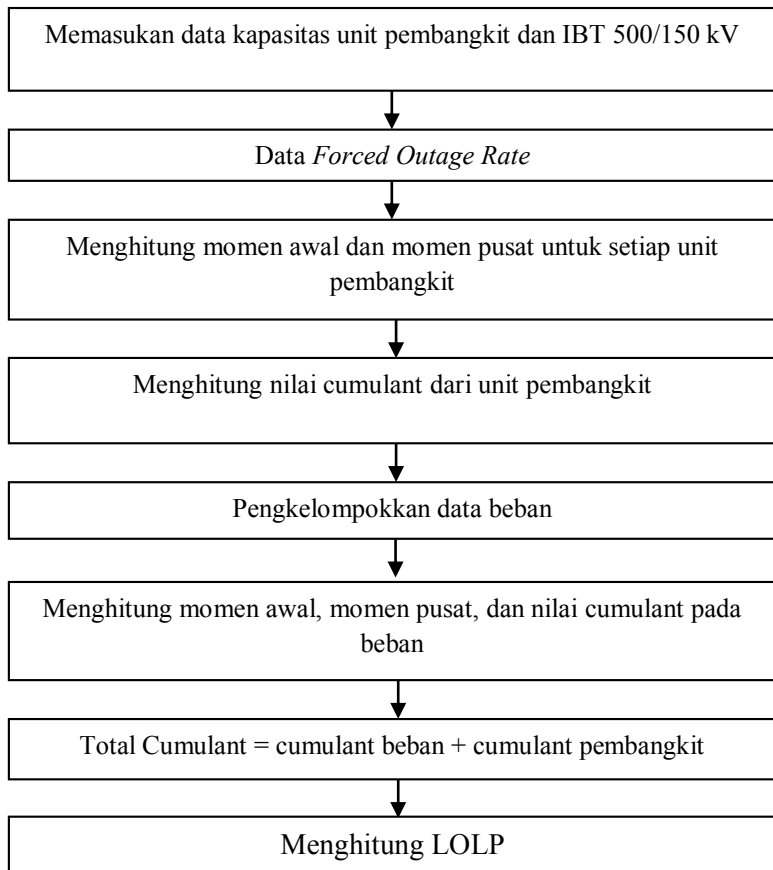 Memasukan data kapasitas unit pembangkit dan IBT 500/150 kV
Data Forced Outage Rate
Menghitung momen awal dan momen pusat untuk setiap unit
pembangkit
Menghitung nilai cumulant dari unit pembangkit
Pengkelompokkan data beban
Menghitung momen awal, momen pusat, dan nilai cumulant pada
beban
Total Cumulant = cumulant beban + cumulant pembangkit
Menghitung LOLP